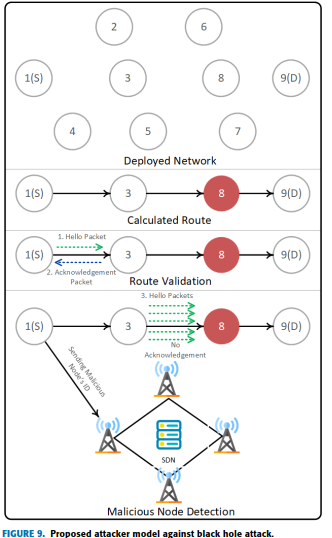 2
6
1(S)
3
8
9(D)
4
5
7
Deployed Network
1(S)
3
8
9(D)
Calculated Route
1. Hello Packet
1(S)
3
8
9(D)
2. Acknowledgement
Packet
Route Validation
3. Hello Packets
1(S)
3
8
9(D)
No
Acknowledgement
Sending Malicious
Node's ID
SDN
Malicious Node Detection
FIGURE 9. Proposed attacker model against black hole attack.